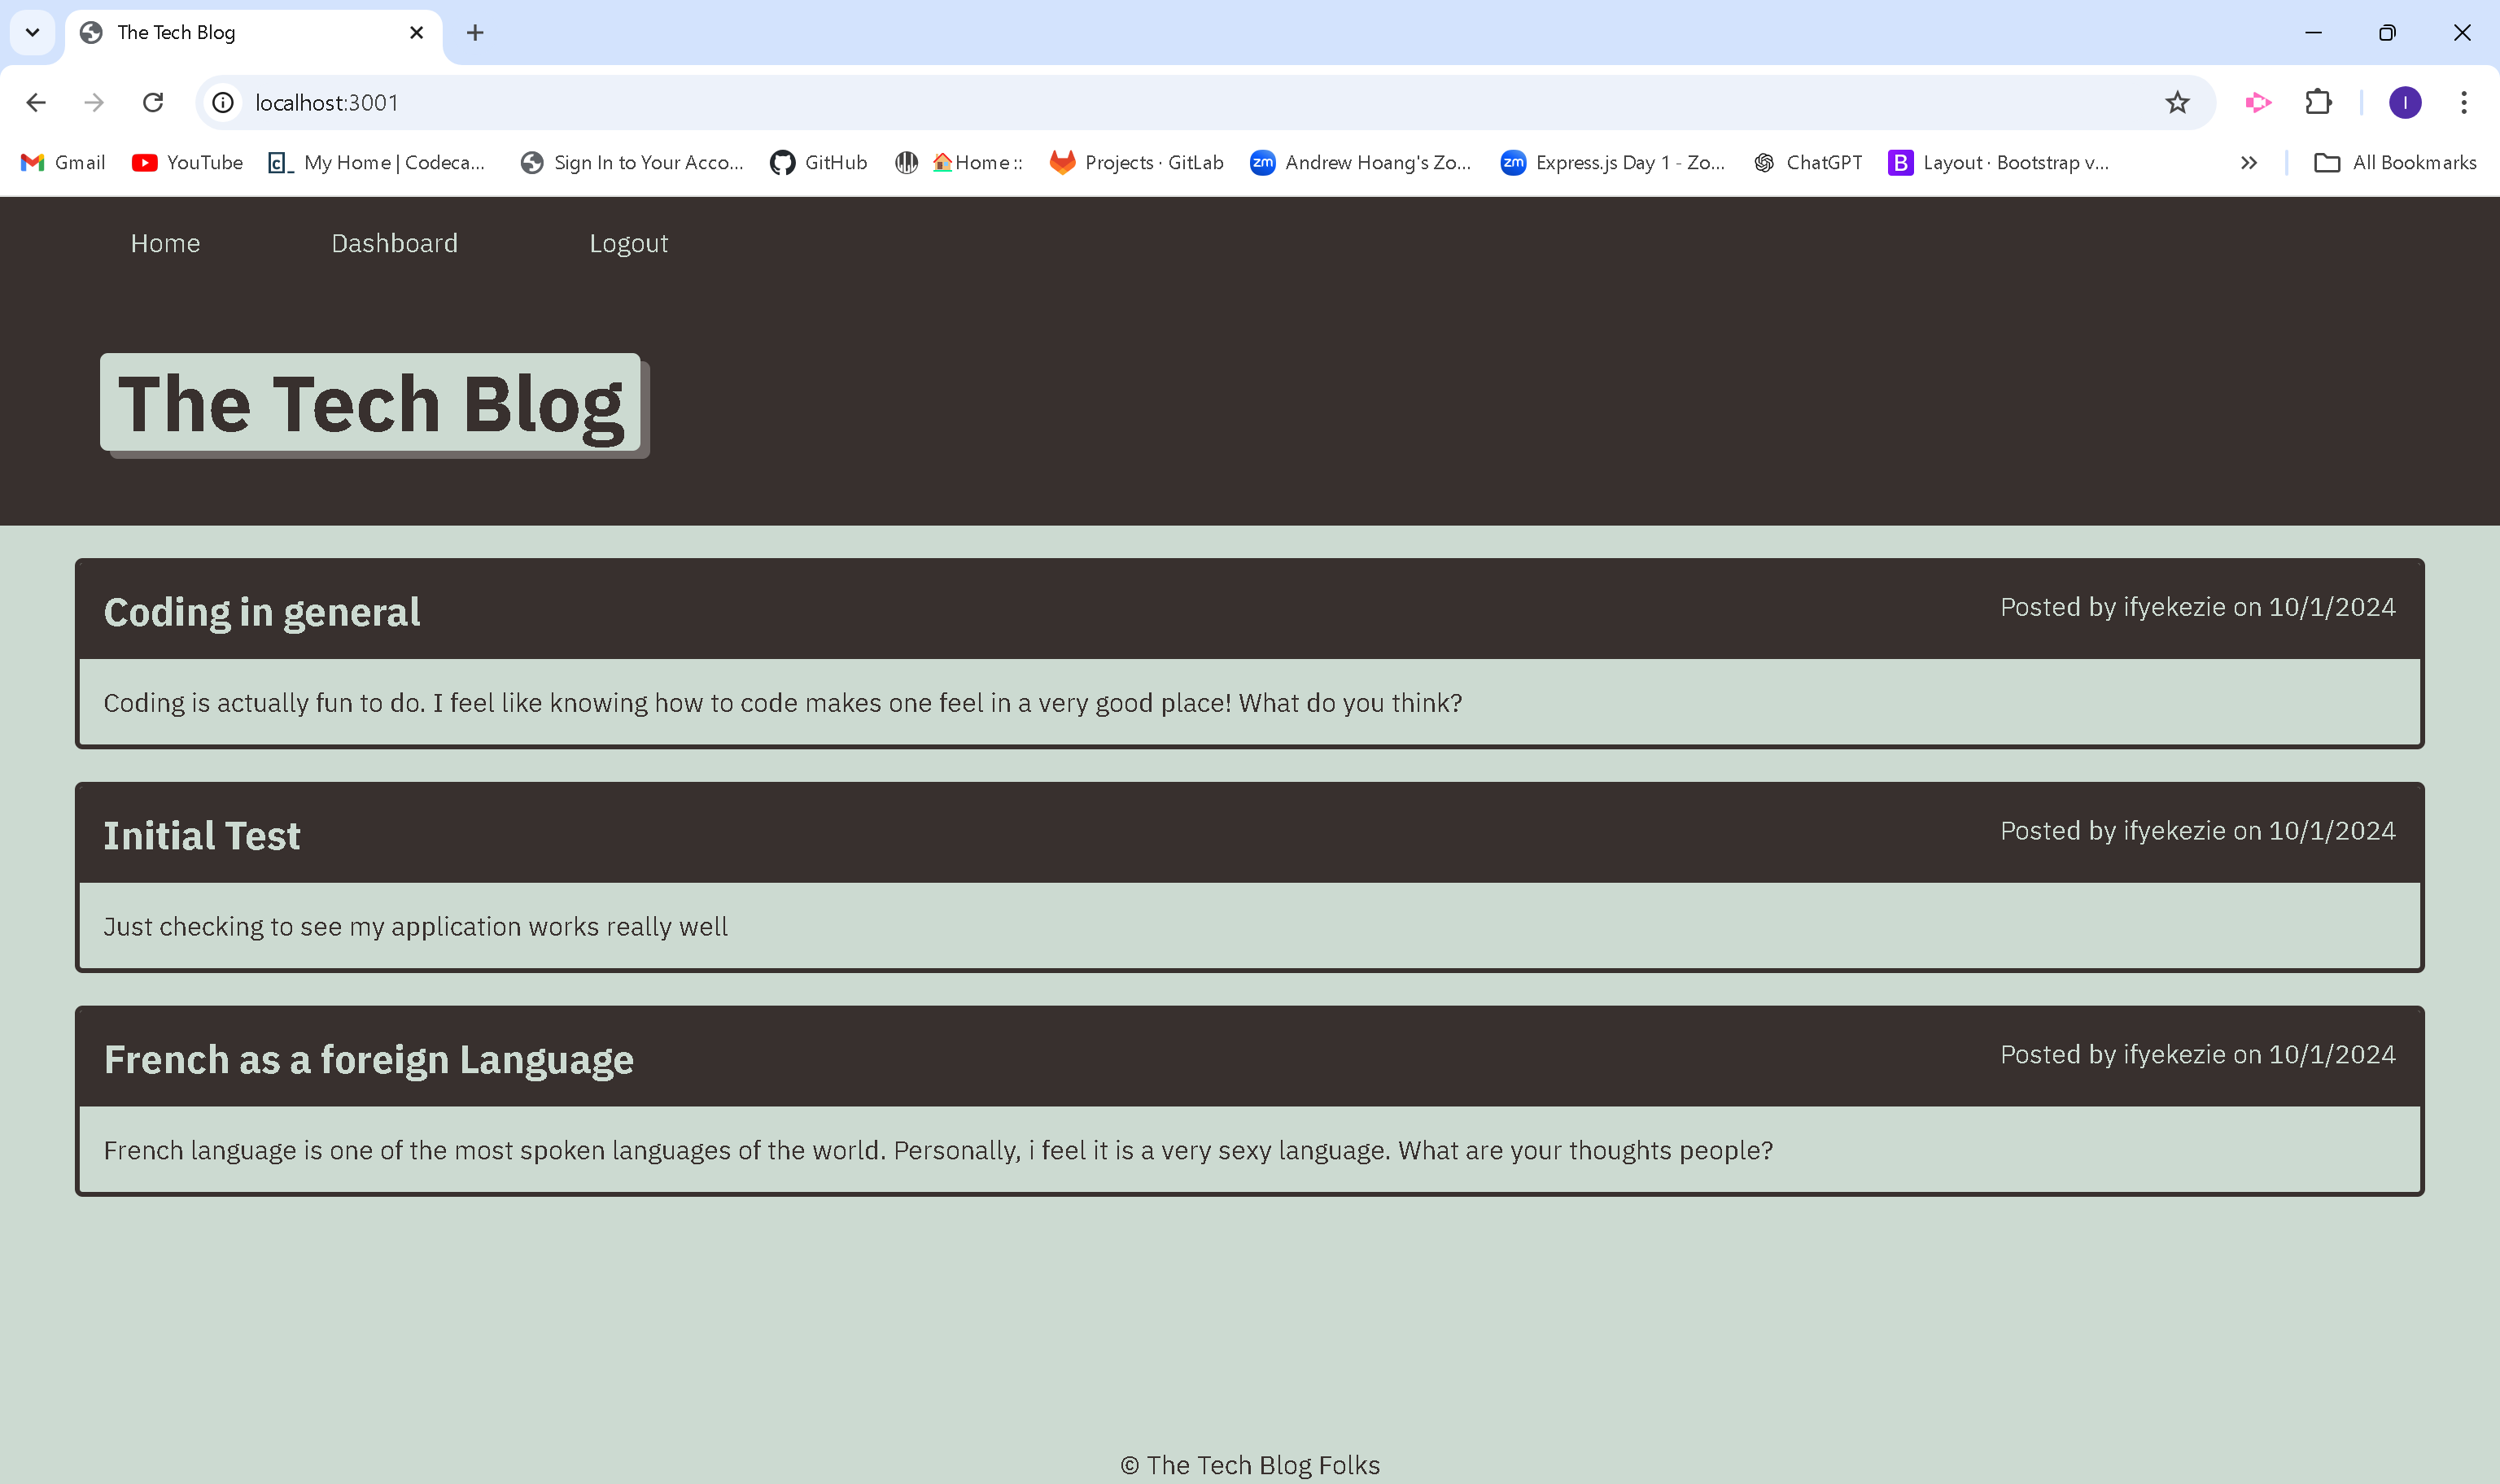 The Tech Blog
localhost:3001
Gmail YouTube My Home | Codeca... Sign In to Your Acco... GitHub Home :: Projects · GitLab Andrew Hoang's Zo... Express.js Day 1 - Zo... ChatGPT Layout · Bootstrap v... All Bookmarks
Home Dashboard Logout
The Tech Blog
Coding in general Posted by ifyekezie on 10/1/2024
Coding is actually fun to do. I feel like knowing how to code makes one feel in a very good place! What do you think?
Initial Test Posted by ifyekezie on 10/1/2024
Just checking to see my application works really well
French as a foreign Language Posted by ifyekezie on 10/1/2024
French language is one of the most spoken languages of the world. Personally, i feel it is a very sexy language. What are your thoughts people?
© The Tech Blog Folks